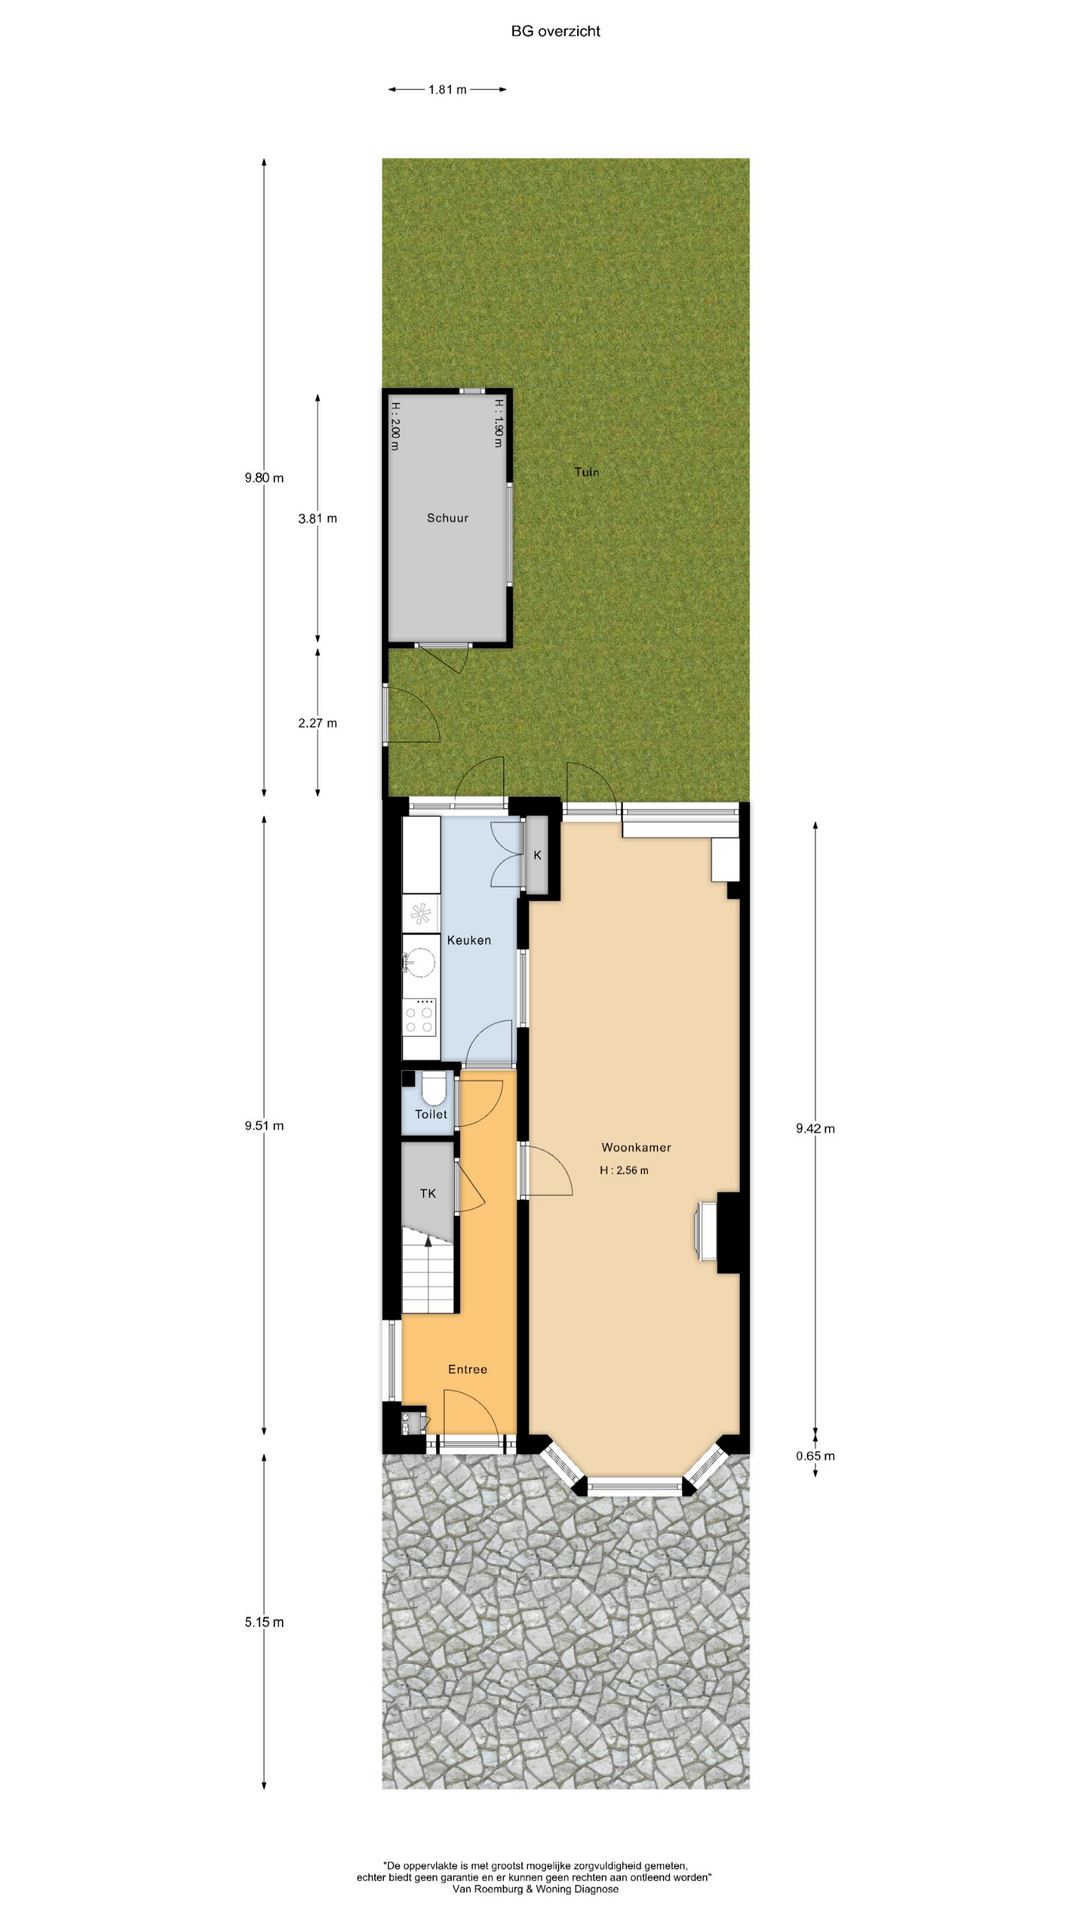 BG overzicht
1.81 m
H : 2.00 m
H : 1.90 m
Tuin
9.80 m
3.81 m
Schuur
2.27 m
K
Keuken
Toilet
9.51 m
9.42 m
Woonkamer
H : 2.56 m
TK
Entree
0.65 m
5.15 m
"De oppervlakte is met grootst mogelijke zorgvuldigheid gemeten,
echter biedt geen garantie en er kunnen geen rechten aan ontleend worden"
Van Roemburg & Woning Diagnose